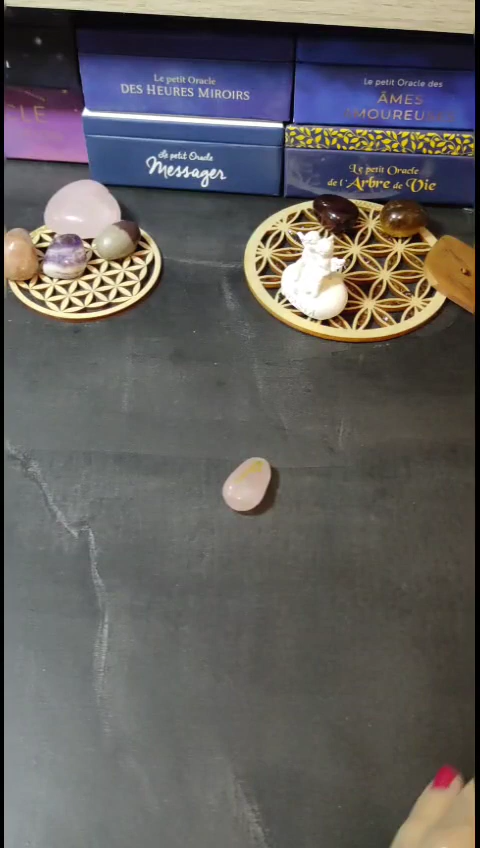 CLE
Le petit Oracle
DES HEURES MIROIRS
Le petit Oracle des
ÂMES
AMOUREUSES
Le petit Oracle
Messager
Le petit Oracle
de l'Arbre de Vie